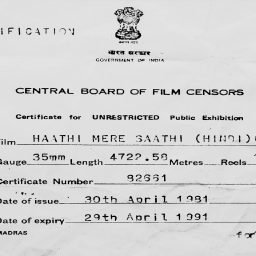 IFICATION
भारत सरकार
GOVERNMENT OF INDIA
CENTRAL BOARD OF FILM CENSORS
Certificate for UNRESTRICTED Public Exhibition
Film HAATHI MERE SAATHI (HINDI)
Gauge 35mm Length 4722.58 Metres Reels
Certificate Number 82661
Date of issue 30th April 1981
Date of expiry 29th April 1991
MADRAS
for